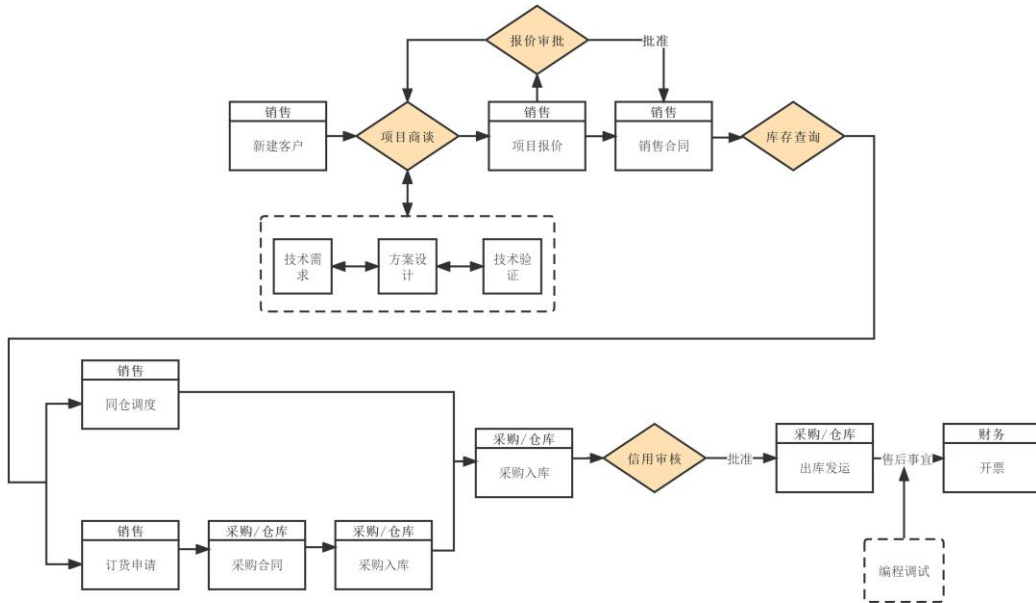 报价审批
批准
销售
新建客户
项目商谈
销售
项目报价
销售
销售合同
库存查询
技术需
求
方案设
计
技术验
证
销售
同仓调度
采购/仓库
采购入库
信用审核
批准
采购/仓库
出库发运
售后事宜
财务
开票
销售
订货申请
采购/仓库
采购合同
采购/仓库
采购入库
编程调试